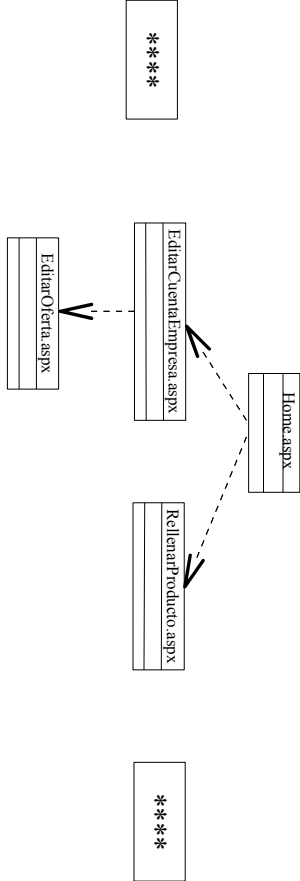 Home.aspx
****
EditarCuentaEmpresa.aspx
RellenarProducto.aspx
****
EditarOferta.aspx